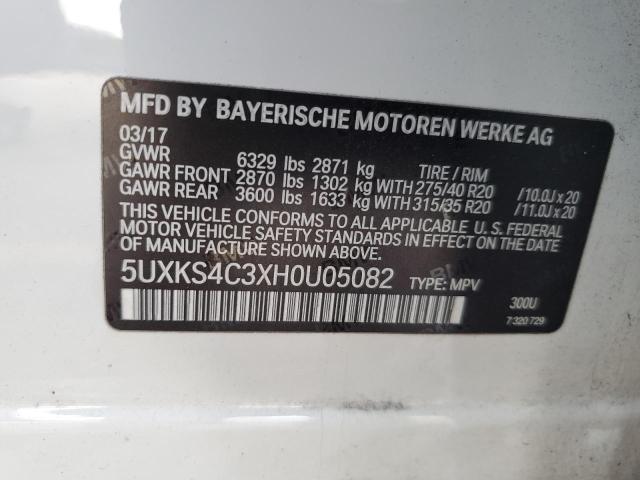 MFD BY BAYERISCHE MOTOREN WERKE AG
03/17
GVWR 6329 lbs 2871 kg TIRE / RIM
GAWR FRONT 2870 lbs 1302 kg WITH 275/40 R20 /10.0J x 20
GAWR REAR 3600 lbs 1633 kg WITH 315/35 R20 /11.0J x 20
THIS VEHICLE CONFORMS TO ALL APPLICABLE U. S. FEDERAL
MOTOR VEHICLE SAFETY STANDARDS IN EFFECT ON THE DATE
OF MANUFACTURE SHOWN ABOVE.
5UXKS4C3XH0U05082 TYPE: MPV
300U
7 320 729